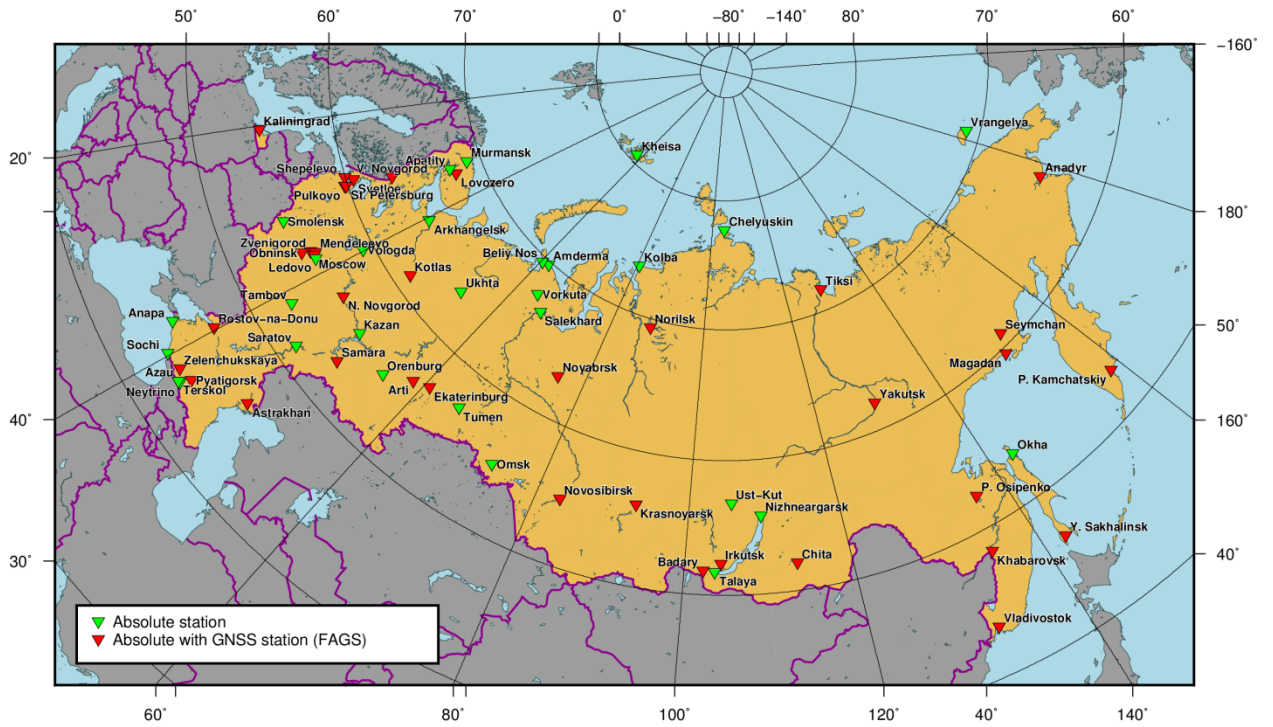 50°
60°
70°
0°
−80°
−140°
80°
70°
60°
−160°
20°
180°
50°
40°
160°
30°
40°
60°
80°
100°
120°
40°
140°
Kaliningrad
Vrangelya
Kheisa
Murmansk
Apatity
Shepelevo
V. Novgorod
Anadyr
Lovozero
Svetloe
Pulkovo
St. Petersburg
Smolensk
Chelyuskin
Arkhangelsk
Zvenigorod
Mendeleevo
Obninsk
Vologda
Beliy Nos
Amderma
Kolba
Ledovo
Moscow
Kotlas
Tiksi
Ukhta
Tambov
Vorkuta
N. Novgorod
Anapa
Rostov−na−Donu
Salekhard
Norilsk
Seymchan
Kazan
Saratov
Sochi
Zelenchukskaya
Samara
Magadan
Azau
Orenburg
Noyabrsk
Pyatigorsk
P. Kamchatskiy
Neytrino
Terskol
Arti
Ekaterinburg
Yakutsk
Astrakhan
Tumen
Okha
Omsk
P. Osipenko
Novosibirsk
Ust−Kut
Krasnoyarsk
Nizhneargarsk
Y. Sakhalinsk
Irkutsk
Chita
Badary
Khabarovsk
Talaya
Vladivostok
Absolute station
Absolute with GNSS station (FAGS)